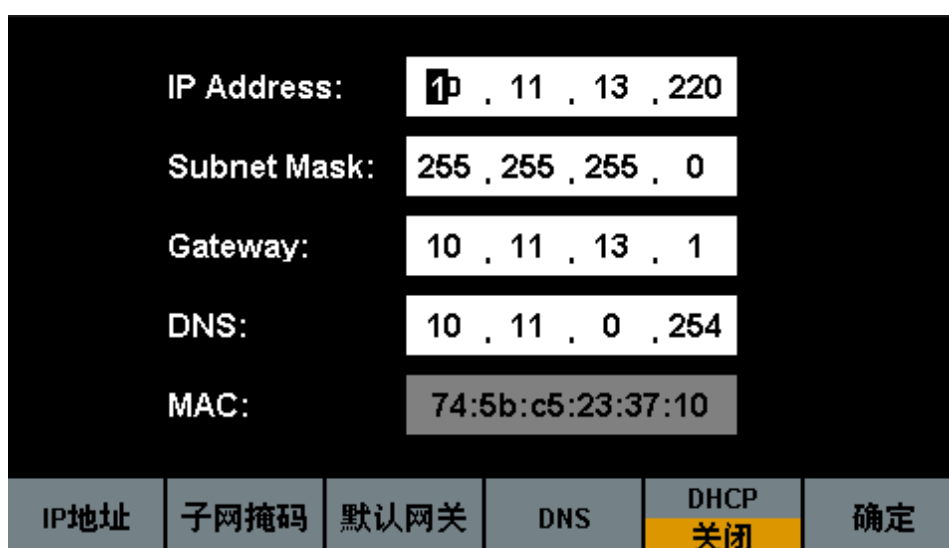 IP Address: 10 . 11 . 13 . 220
Subnet Mask: 255 . 255 . 255 . 0
Gateway: 10 . 11 . 13 . 1
DNS: 10 . 11 . 0 . 254
MAC: 74:5b:c5:23:37:10
IP地址 子网掩码 默认网关 DNS DHCP 确定
关闭